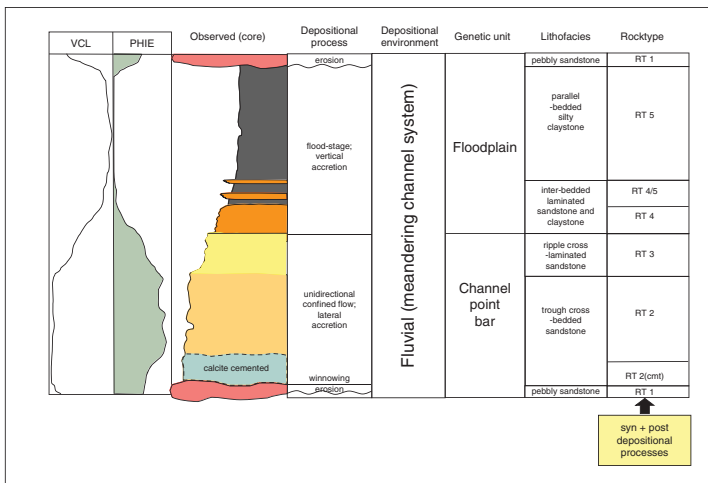 VCL
PHIE
Observed (core)
Depositional
process
Depositional
environment
Genetic unit
Lithofacies
Rocktype
erosion
pebbly sandstone
RT 1
flood-stage;
vertical
accretion
Fluvial (meandering channel system)
Floodplain
parallel
-bedded
silty
claystone
RT 5
inter-bedded
laminated
sandstone and
claystone
RT 4/5
RT 4
unidirectional
confined flow;
lateral
accretion
Channel
point
bar
ripple cross
-laminated
sandstone
RT 3
trough cross
-bedded
sandstone
RT 2
calcite cemented
winnowing
RT 2(cmt)
erosion
pebbly sandstone
RT 1
syn + post
depositional
processes